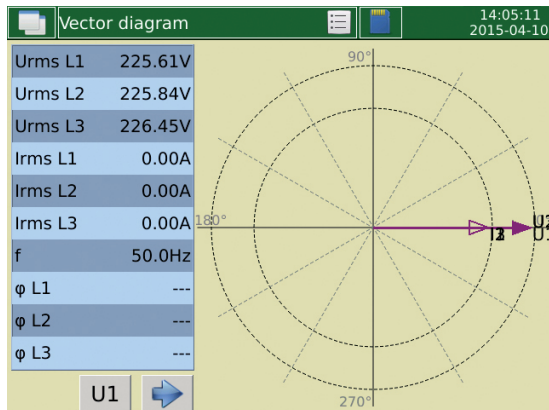 Vector diagram
14:05:11
2015-04-10
Urms L1 225.61V
Urms L2 225.84V
Urms L3 226.45V
Irms L1 0.00A
Irms L2 0.00A
Irms L3 0.00A
f 50.0Hz
φ L1 ---
φ L2 ---
φ L3 ---
U1
90°
180°
270°